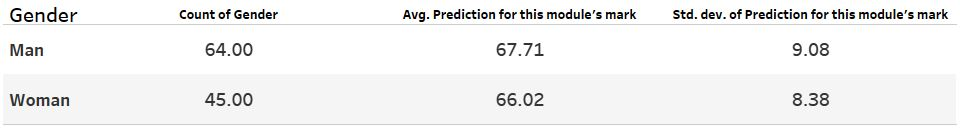 Gender Count of Gender Avg. Prediction for this module's mark Std. dev. of Prediction for this module's mark
Man 64.00 67.71 9.08
Woman 45.00 66.02 8.38